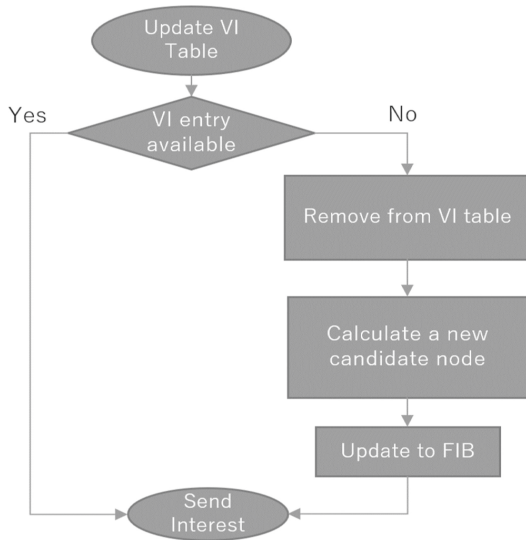 Update VI
Table
Yes
No
VI entry
available
Remove from VI table
Calculate a new
candidate node
Update to FIB
Send
Interest